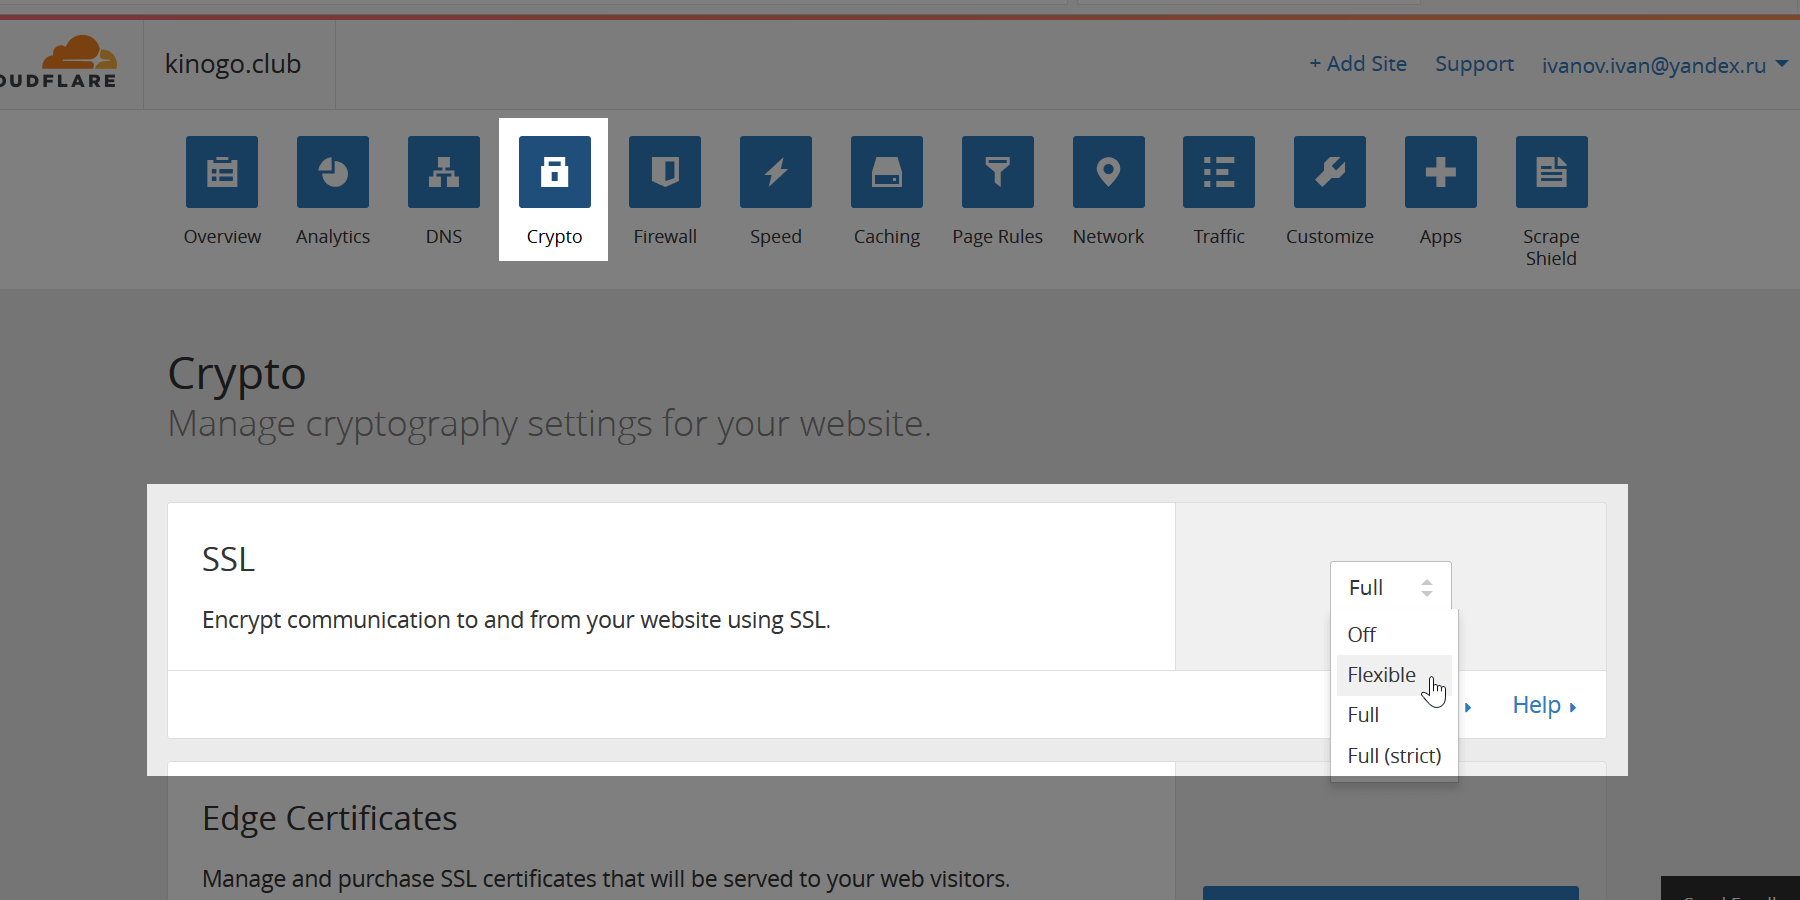 OUDFLARE
kinogo.club
+ Add Site Support ivanov.ivan@yandex.ru
Overview Analytics DNS Crypto Firewall Speed Caching Page Rules Network Traffic Customize Apps Scrape Shield
Crypto
Manage cryptography settings for your website.
SSL
Full
Encrypt communication to and from your website using SSL.
Off
Flexible
Full
Help
Full (strict)
Edge Certificates
Manage and purchase SSL certificates that will be served to your web visitors.